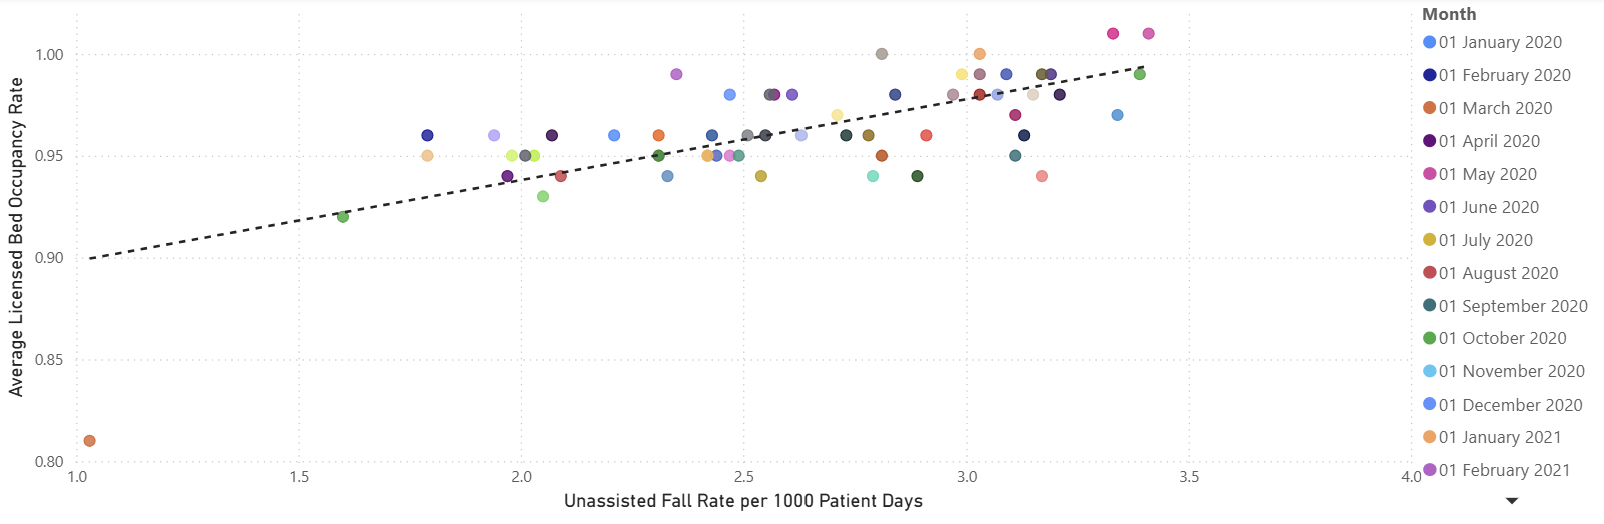 Average Licensed Bed Occupancy Rate
1.00
0.95
0.90
0.85
0.80
1.0
1.5
2.0
2.5
3.0
3.5
4.0
Unassisted Fall Rate per 1000 Patient Days
Month
01 January 2020
01 February 2020
01 March 2020
01 April 2020
01 May 2020
01 June 2020
01 July 2020
01 August 2020
01 September 2020
01 October 2020
01 November 2020
01 December 2020
01 January 2021
01 February 2021